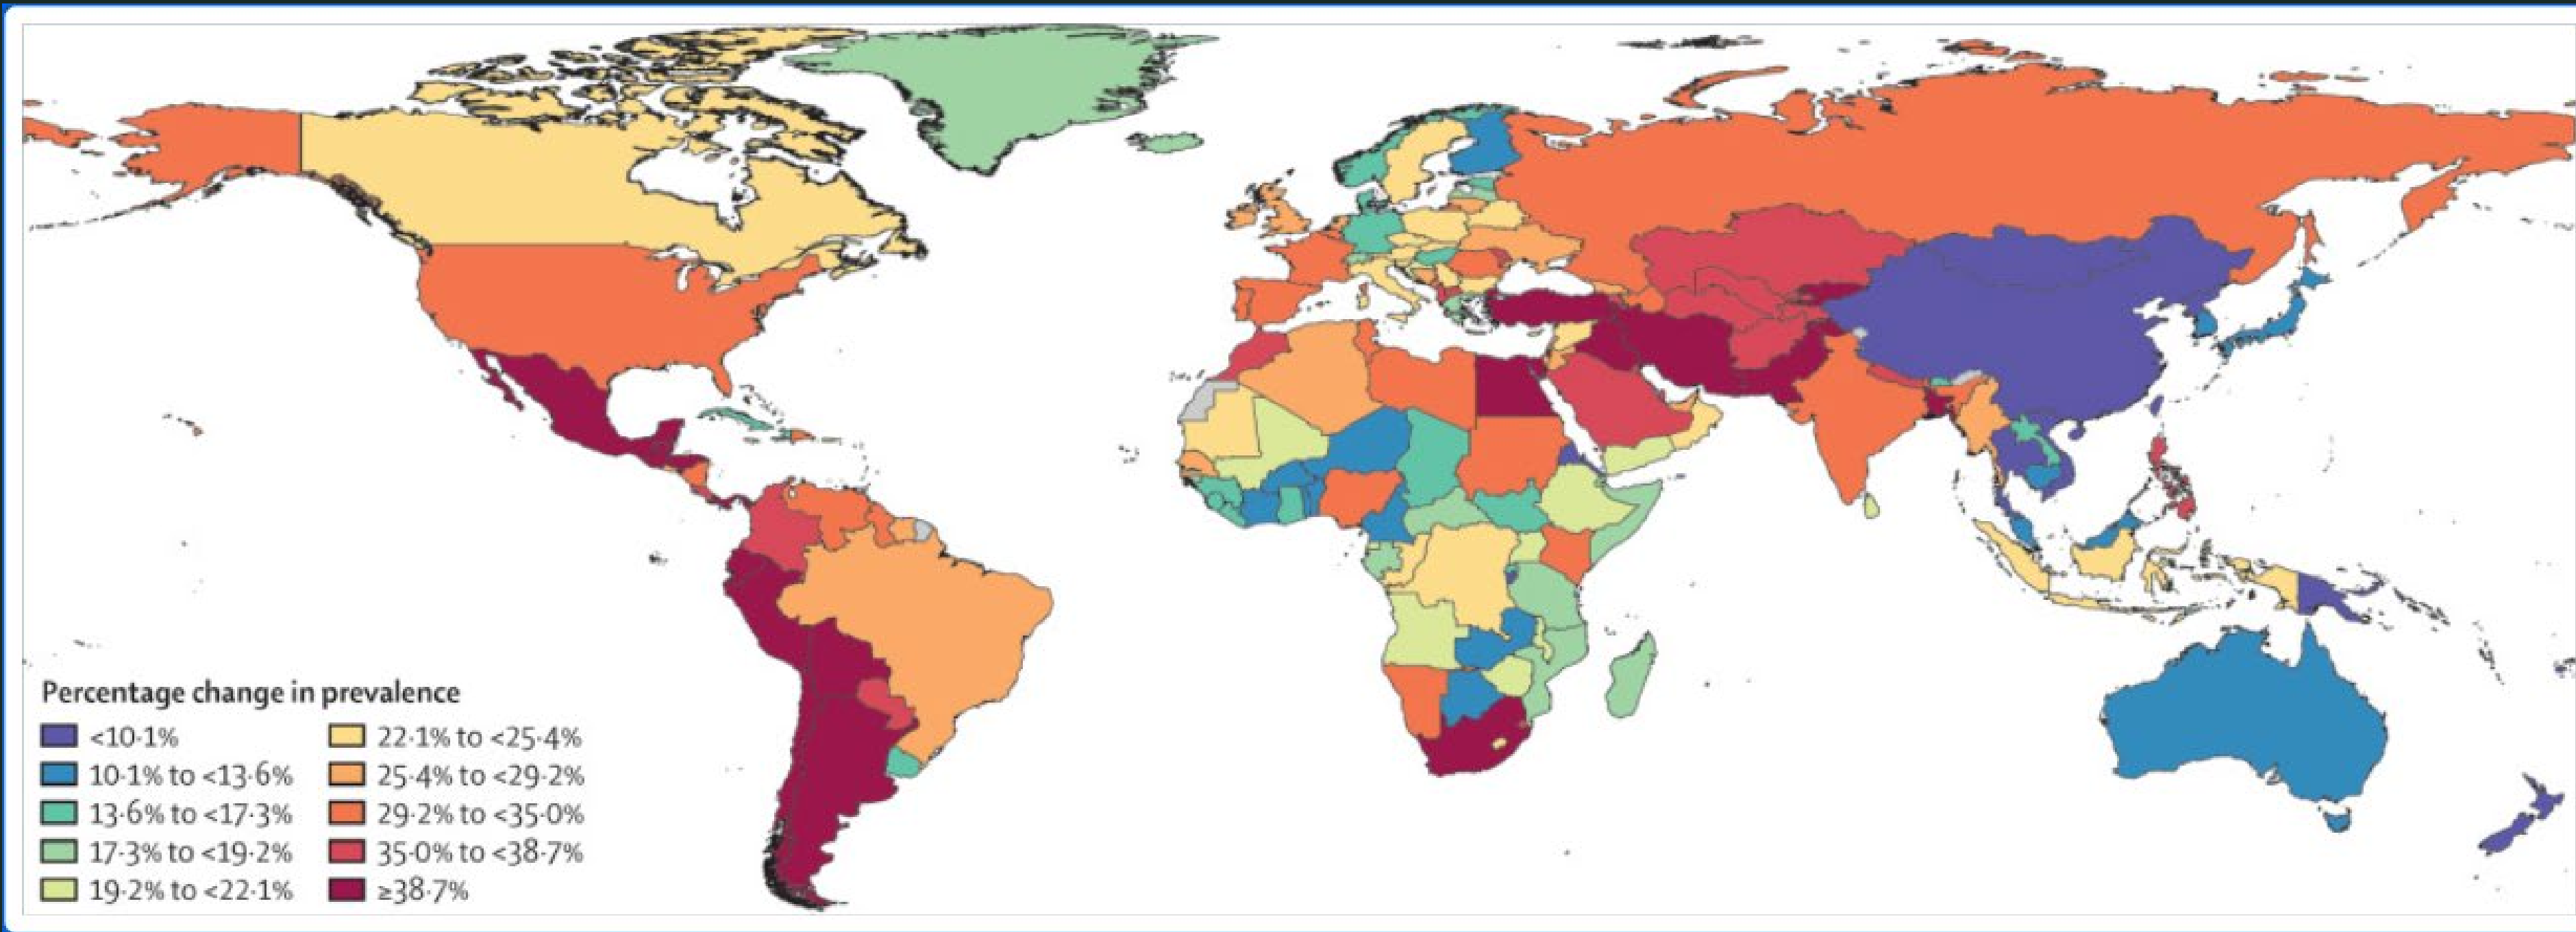 Percentage change in prevalence
<10·1%
10·1% to <13·6%
13·6% to <17·3%
17·3% to <19·2%
19·2% to <22·1%
22·1% to <25·4%
25·4% to <29·2%
29·2% to <35·0%
35·0% to <38·7%
≥38·7%